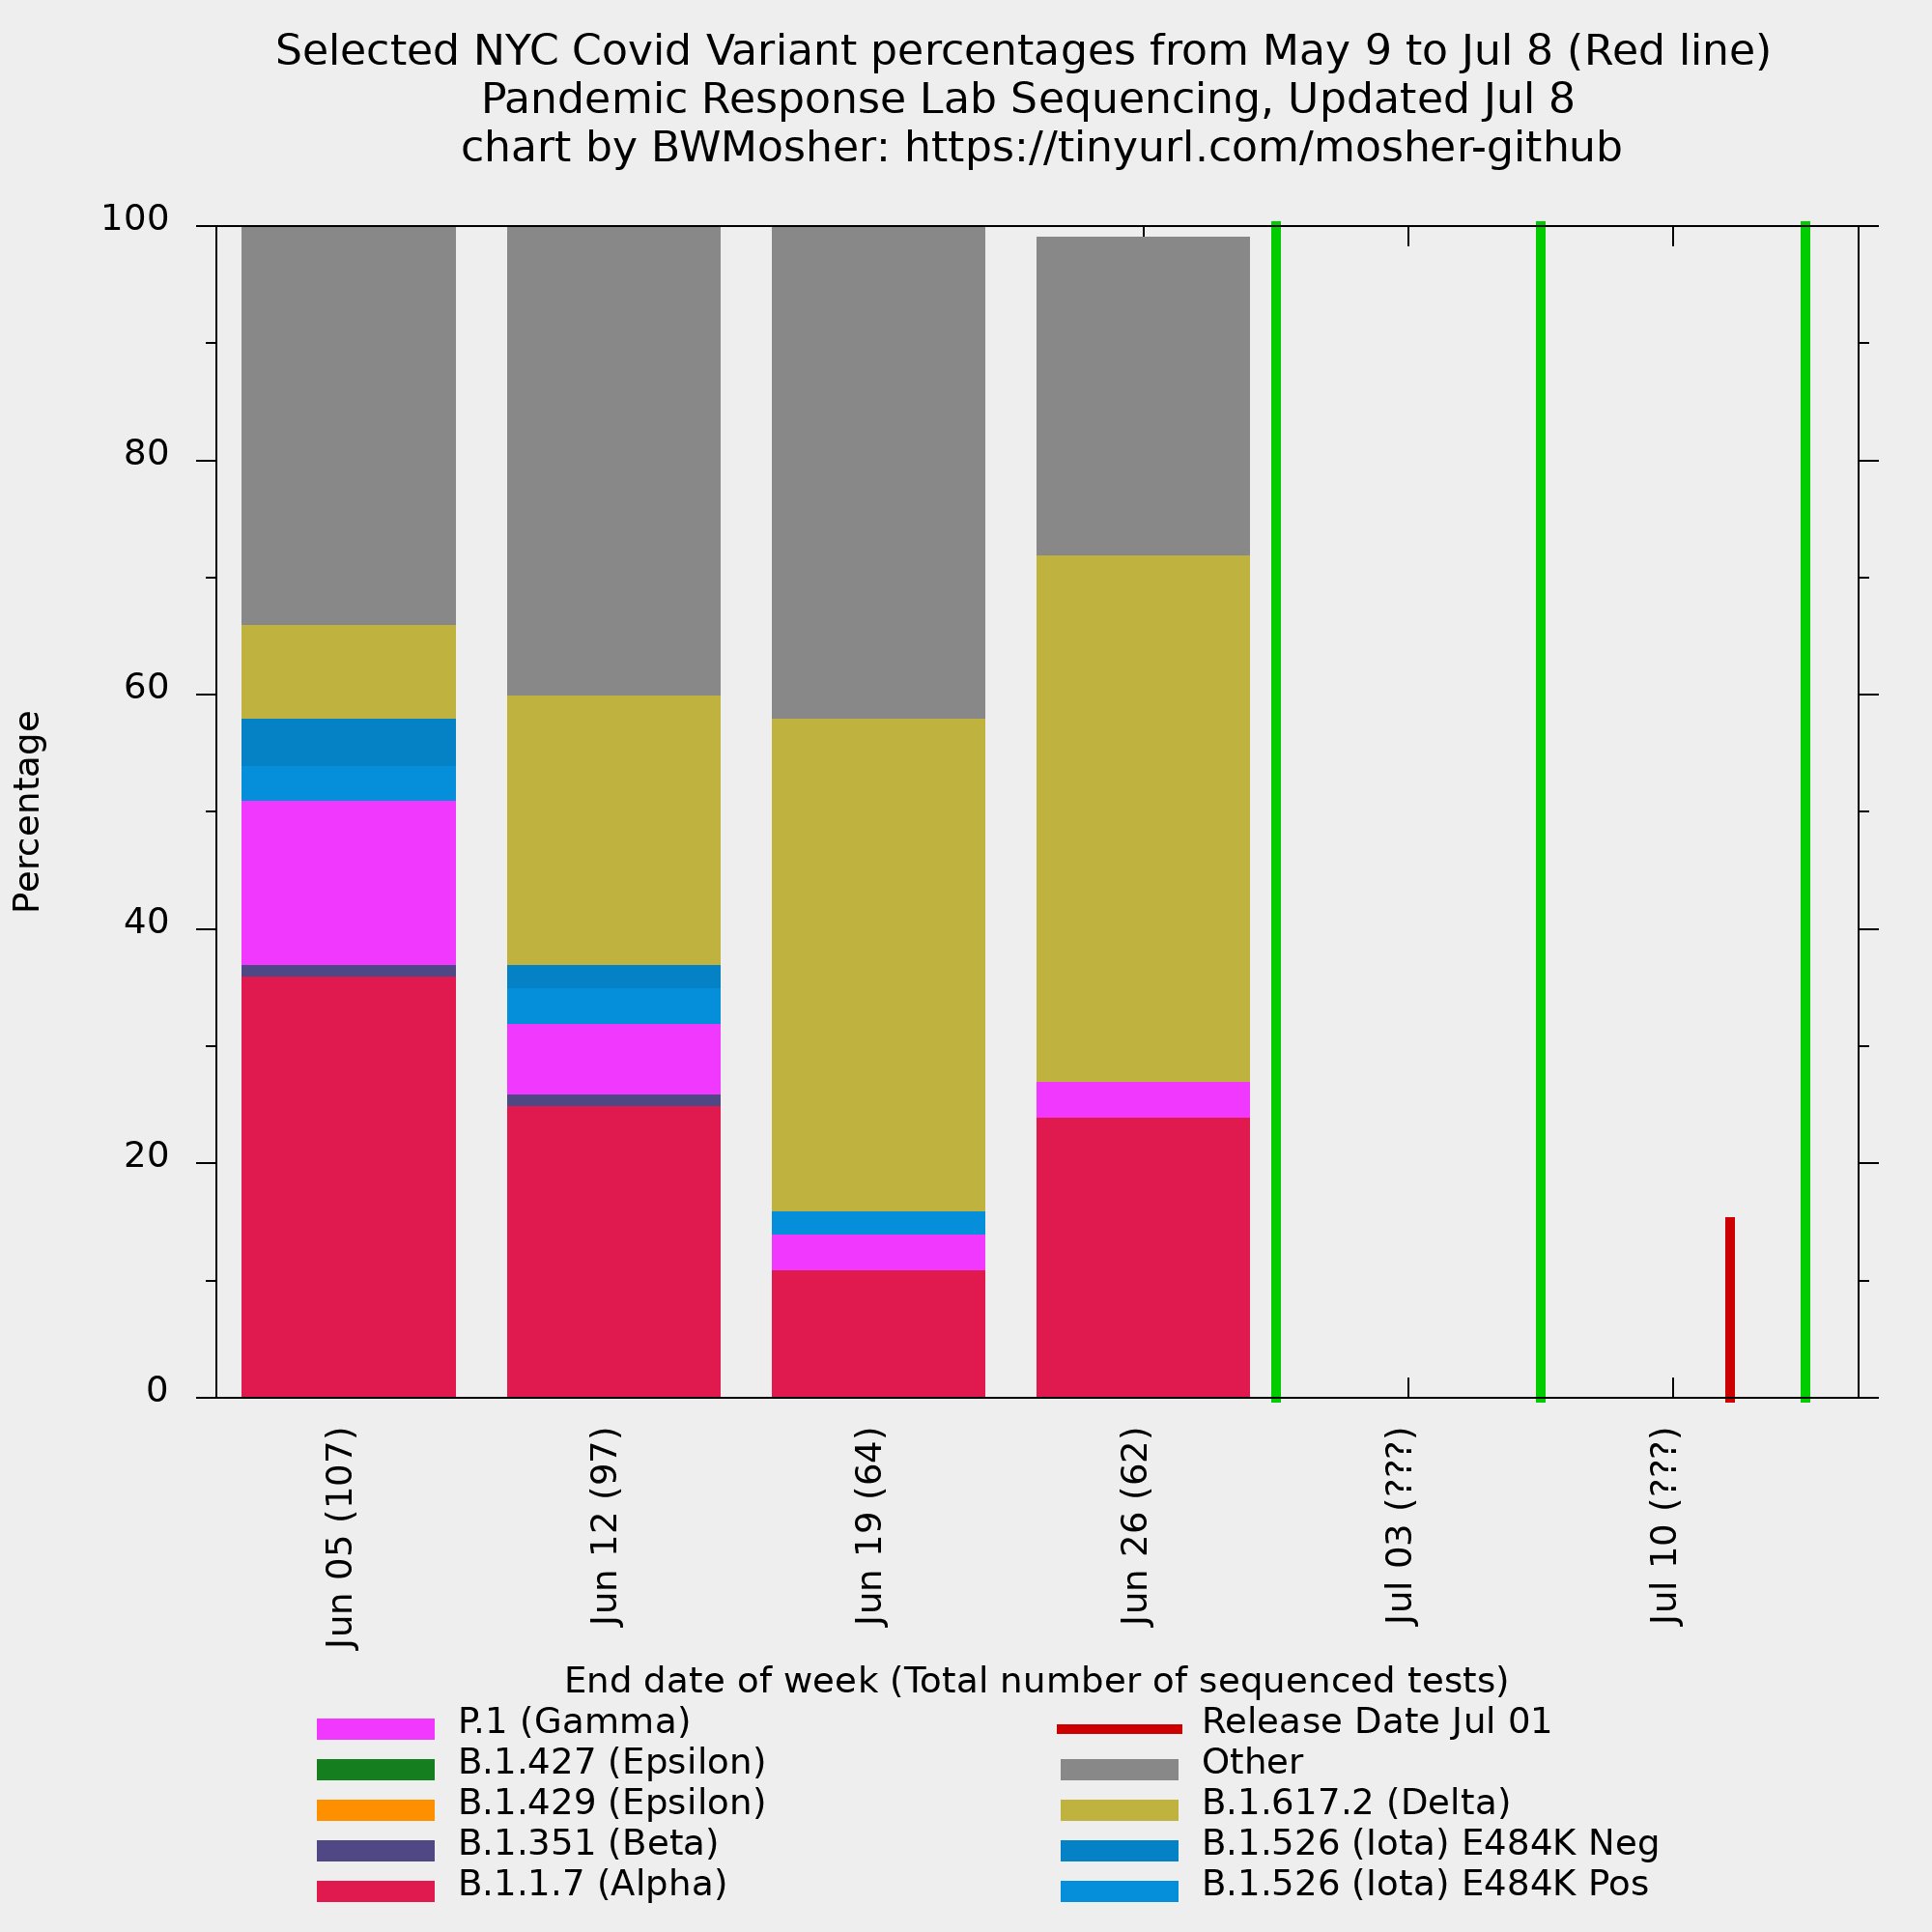 Selected NYC Covid Variant percentages from May 9 to Jul 8 (Red line)
Pandemic Response Lab Sequencing, Updated Jul 8
chart by BWMosher: https://tinyurl.com/mosher-github
100
80
60
40
20
0
Percentage
Jun 05 (107)
Jun 12 (97)
Jun 19 (64)
Jun 26 (62)
Jul 03 (???)
Jul 10 (???)
End date of week (Total number of sequenced tests)
P.1 (Gamma)
B.1.427 (Epsilon)
B.1.429 (Epsilon)
B.1.351 (Beta)
B.1.1.7 (Alpha)
Release Date Jul 01
Other
B.1.617.2 (Delta)
B.1.526 (Iota) E484K Neg
B.1.526 (Iota) E484K Pos